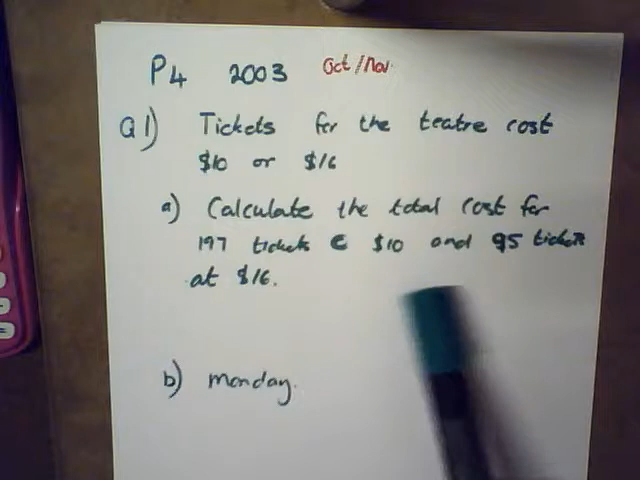 P4 2003 Oct/Nov
Q1) Tickets for the teatre cost
$10 or $16
a) Calculate the total cost for
197 tickets @ $10 and 95 tickets
at $16.
b) monday.